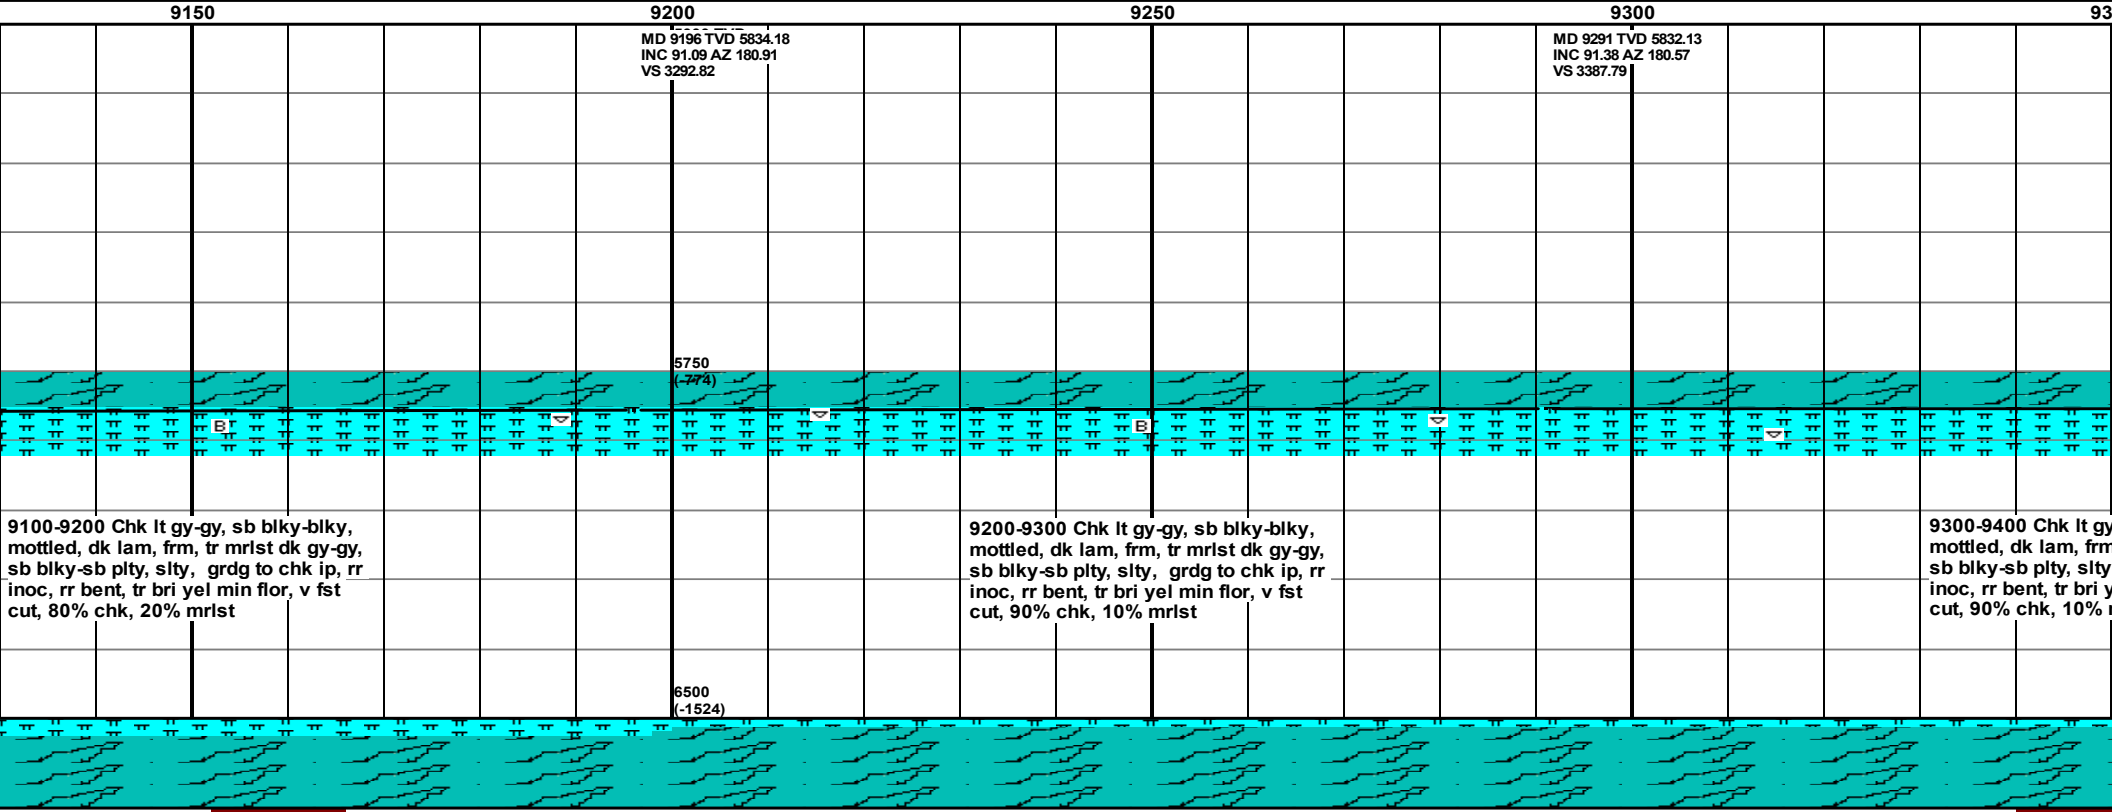 9150
9200
9250
9300
93
MD 9196 TVD 5834.18
INC 91.09 AZ 180.91
VS 3292.82
MD 9291 TVD 5832.13
INC 91.38 AZ 180.57
VS 3387.79
5750
(-774)
B
B
9100-9200 Chk lt gy-gy, sb blky-blky,
mottled, dk lam, frm, tr mrlst dk gy-gy,
sb blky-sb plty, slty, grdg to chk ip, rr
inoc, rr bent, tr bri yel min flor, v fst
cut, 80% chk, 20% mrlst
9200-9300 Chk lt gy-gy, sb blky-blky,
mottled, dk lam, frm, tr mrlst dk gy-gy,
sb blky-sb plty, slty, grdg to chk ip, rr
inoc, rr bent, tr bri yel min flor, v fst
cut, 90% chk, 10% mrlst
9300-9400 Chk lt gy
mottled, dk lam, frm
sb blky-sb plty, slty
inoc, rr bent, tr bri y
cut, 90% chk, 10%
6500
(-1524)